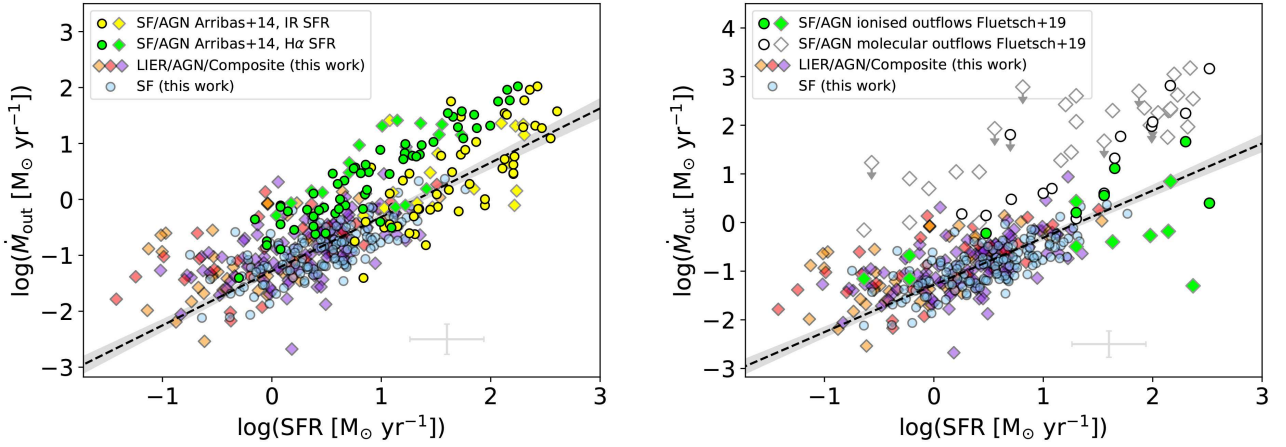 SF/AGN Arribas+14, IR SFR
SF/AGN Arribas+14, Hα SFR
LIER/AGN/Composite (this work)
SF (this work)
3
2
1
0
−1
−2
−3
log(Ṁout [M⊙ yr−1])
−1
0
1
2
3
log(SFR [M⊙ yr−1])
SF/AGN ionised outflows Fluetsch+19
SF/AGN molecular outflows Fluetsch+19
LIER/AGN/Composite (this work)
SF (this work)
4
3
2
1
0
−1
−2
−3
log(Ṁout [M⊙ yr−1])
−1
0
1
2
3
log(SFR [M⊙ yr−1])